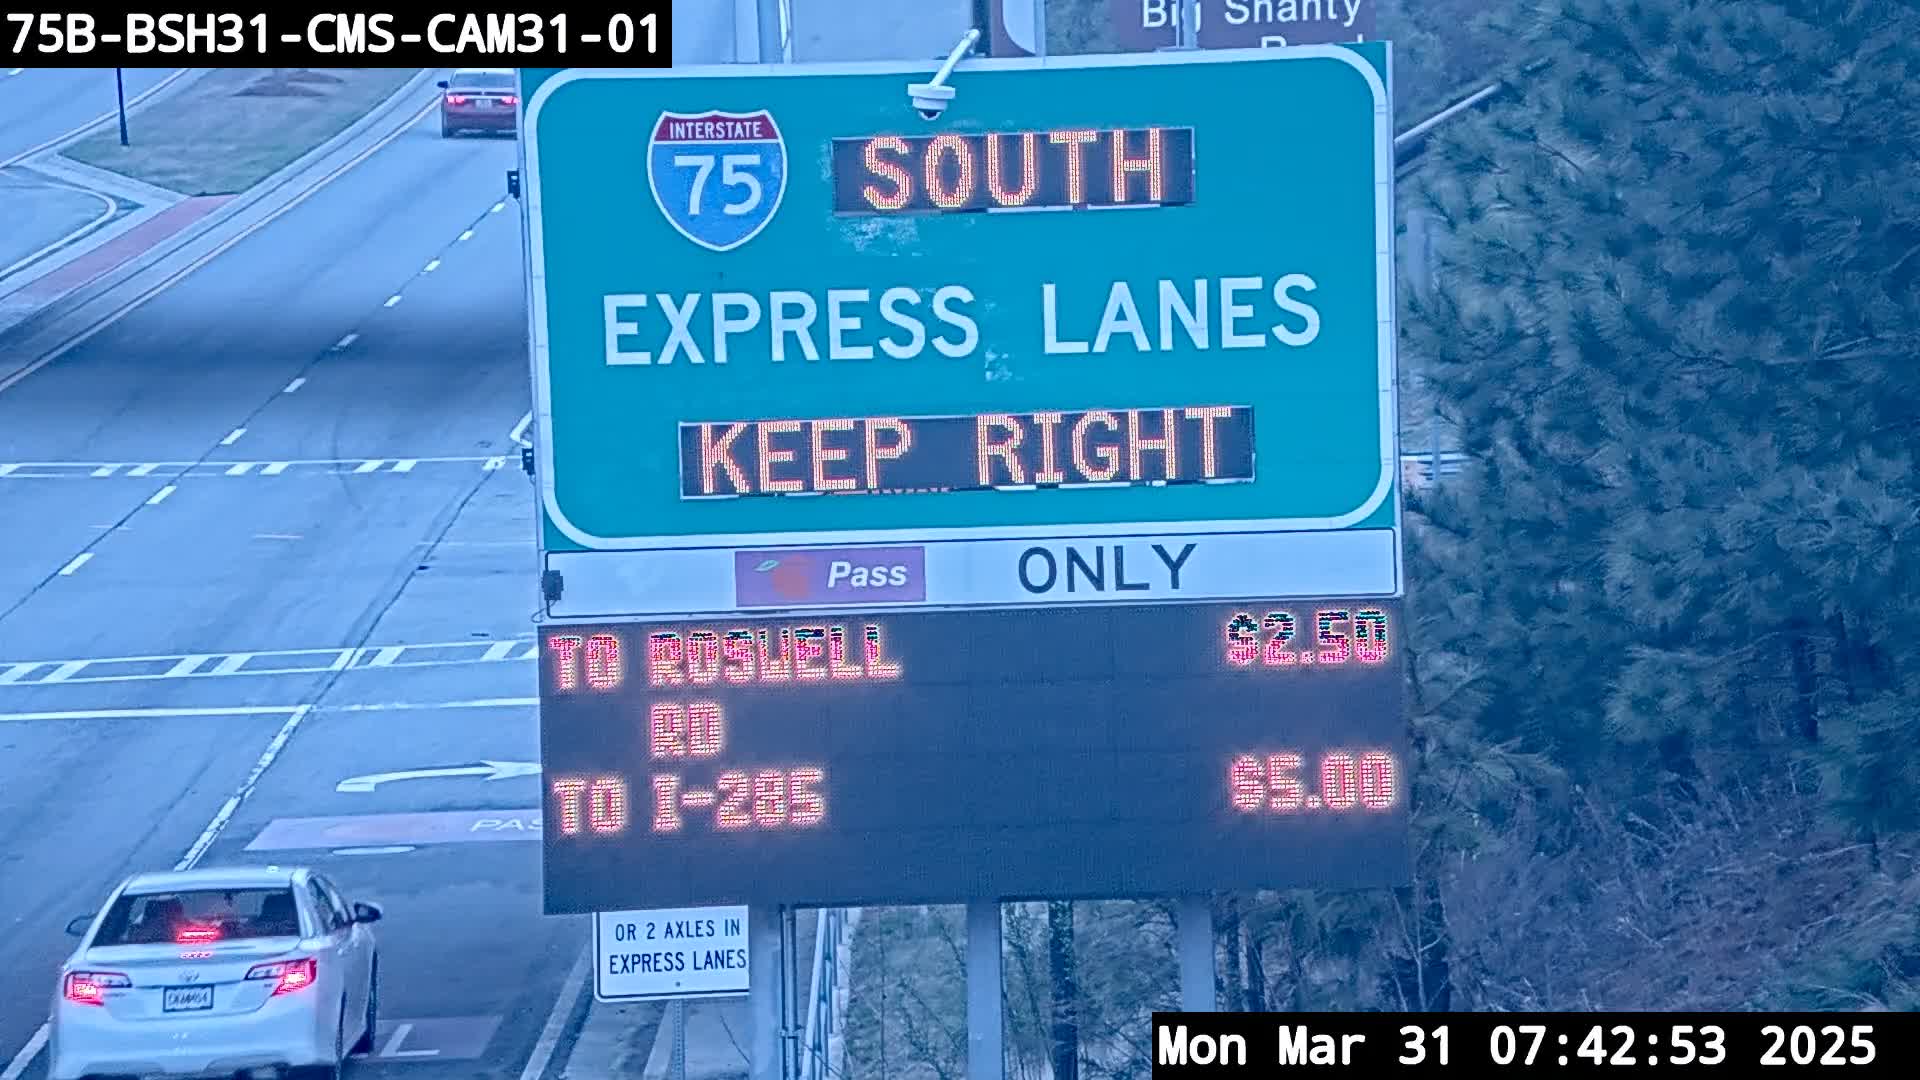 75B-BSH31-CMS-CAM31-01
Big Shanty
Road
INTERSTATE
75
SOUTH
EXPRESS LANES
KEEP RIGHT
Pass ONLY
TO ROSWELL $2.50
RD
TO I-285 $5.00
OR 2 AXLES IN
EXPRESS LANES
Mon Mar 31 07:42:53 2025